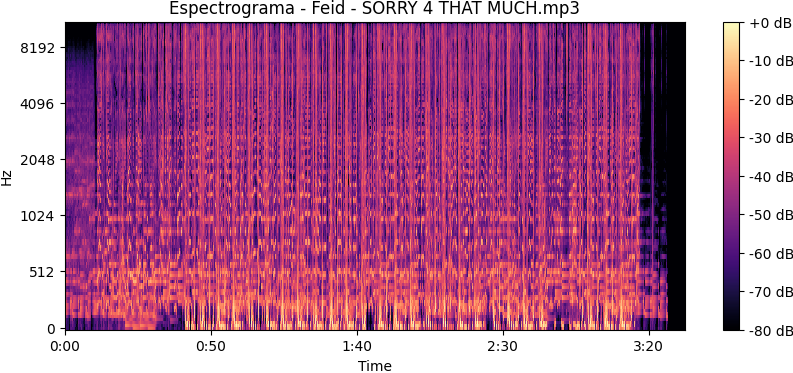 Espectrograma - Feid - SORRY 4 THAT MUCH.mp3
Hz
8192
4096
2048
1024
512
0
0:00
0:50
1:40
2:30
3:20
Time
+0 dB
-10 dB
-20 dB
-30 dB
-40 dB
-50 dB
-60 dB
-70 dB
-80 dB